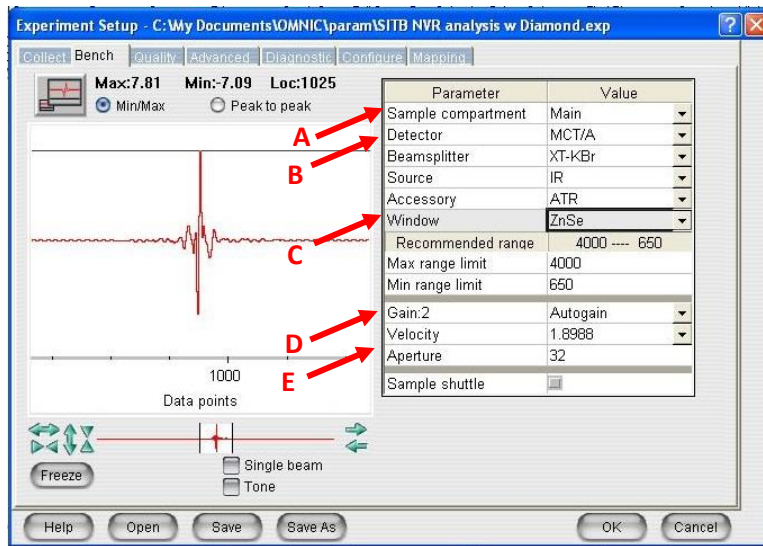 Experiment Setup - C:\My Documents\OMNIC\param\SITB NVR analysis w Diamond.exp
Collect Bench Quality Advanced Diagnostic Configure Mapping
Max:7.81 Min:-7.09 Loc:1025
Min/Max Peak to peak
1000
Data points
Freeze
Single beam
Tone
Parameter Value
A Sample compartment Main
B Detector MCT/A
Beamsplitter XT-KBr
Source IR
Accessory ATR
C Window ZnSe
Recommended range 4000 ---- 650
Max range limit 4000
Min range limit 650
D Gain:2 Autogain
Velocity 1.8988
E Aperture 32
Sample shuttle
Help Open Save Save As OK Cancel